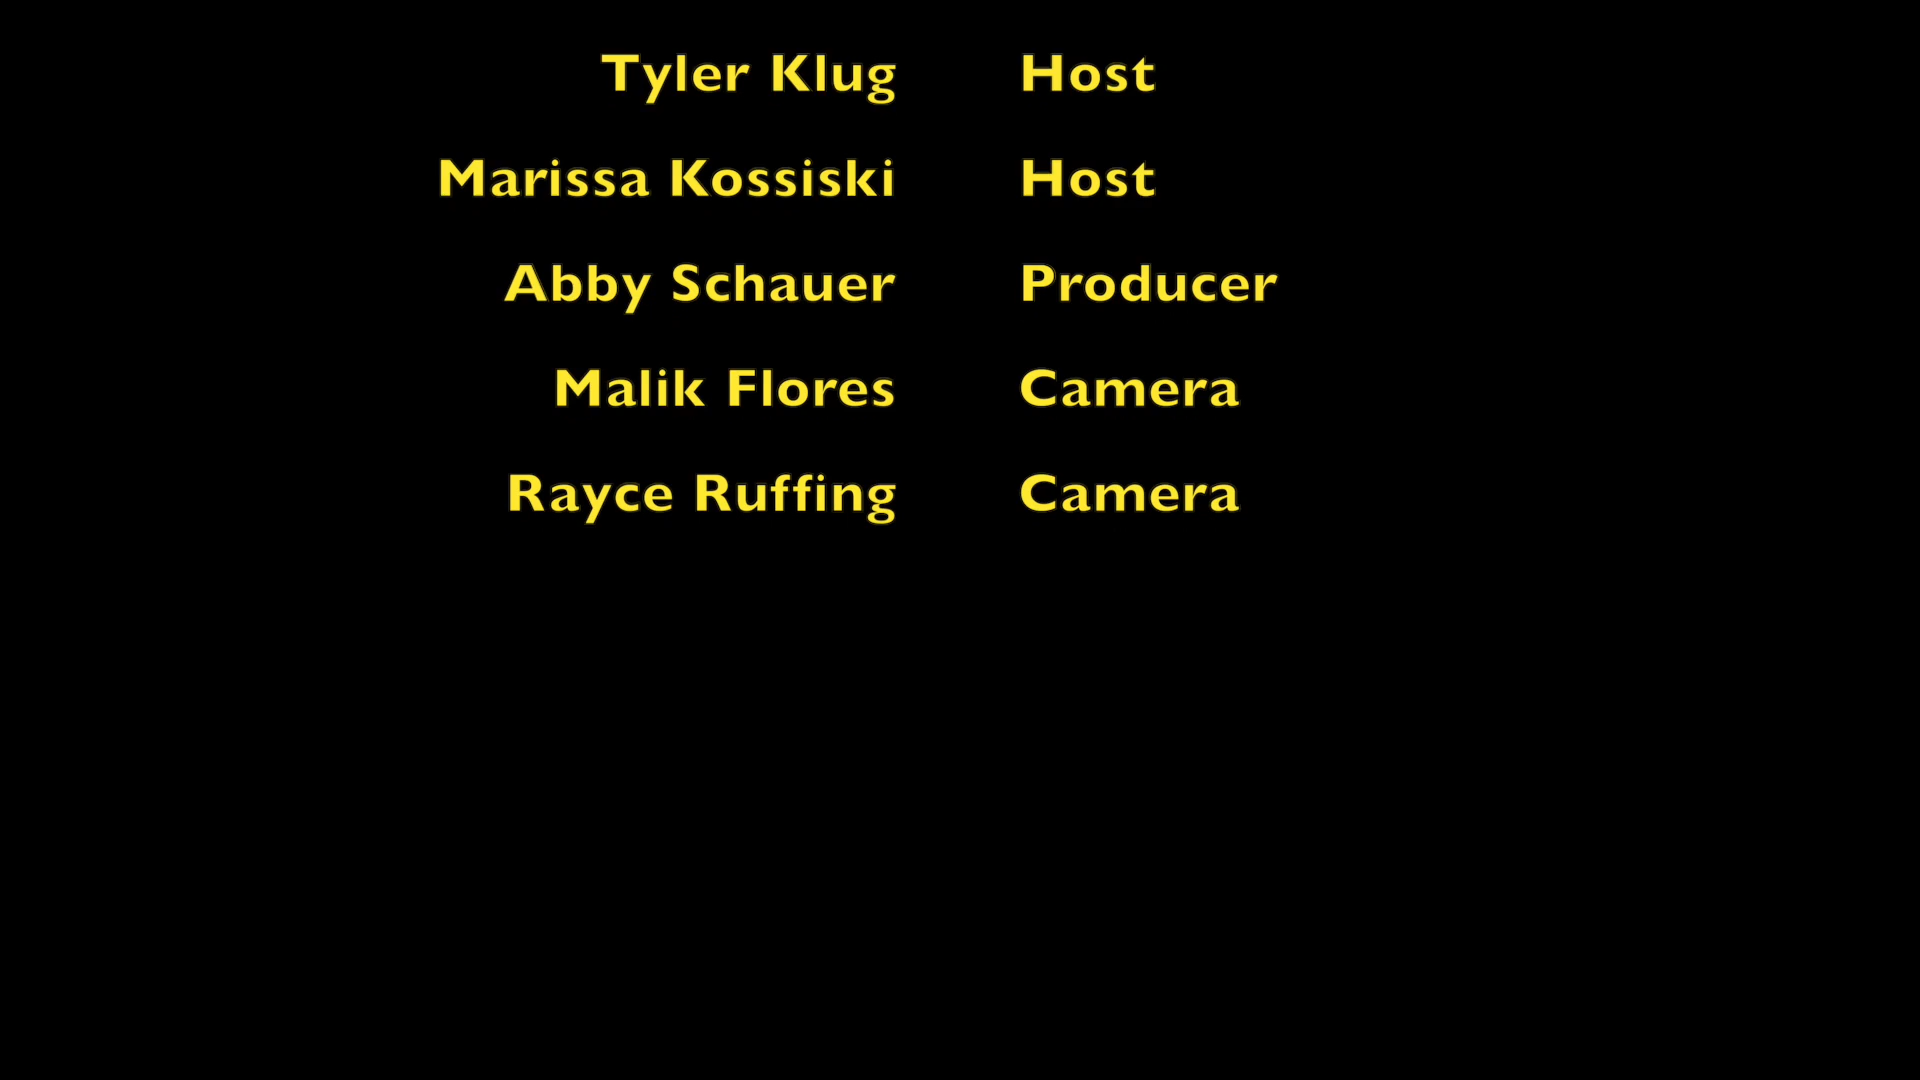 Tyler Klug Host
Marissa Kossiski Host
Abby Schauer Producer
Malik Flores Camera
Rayce Ruffing Camera